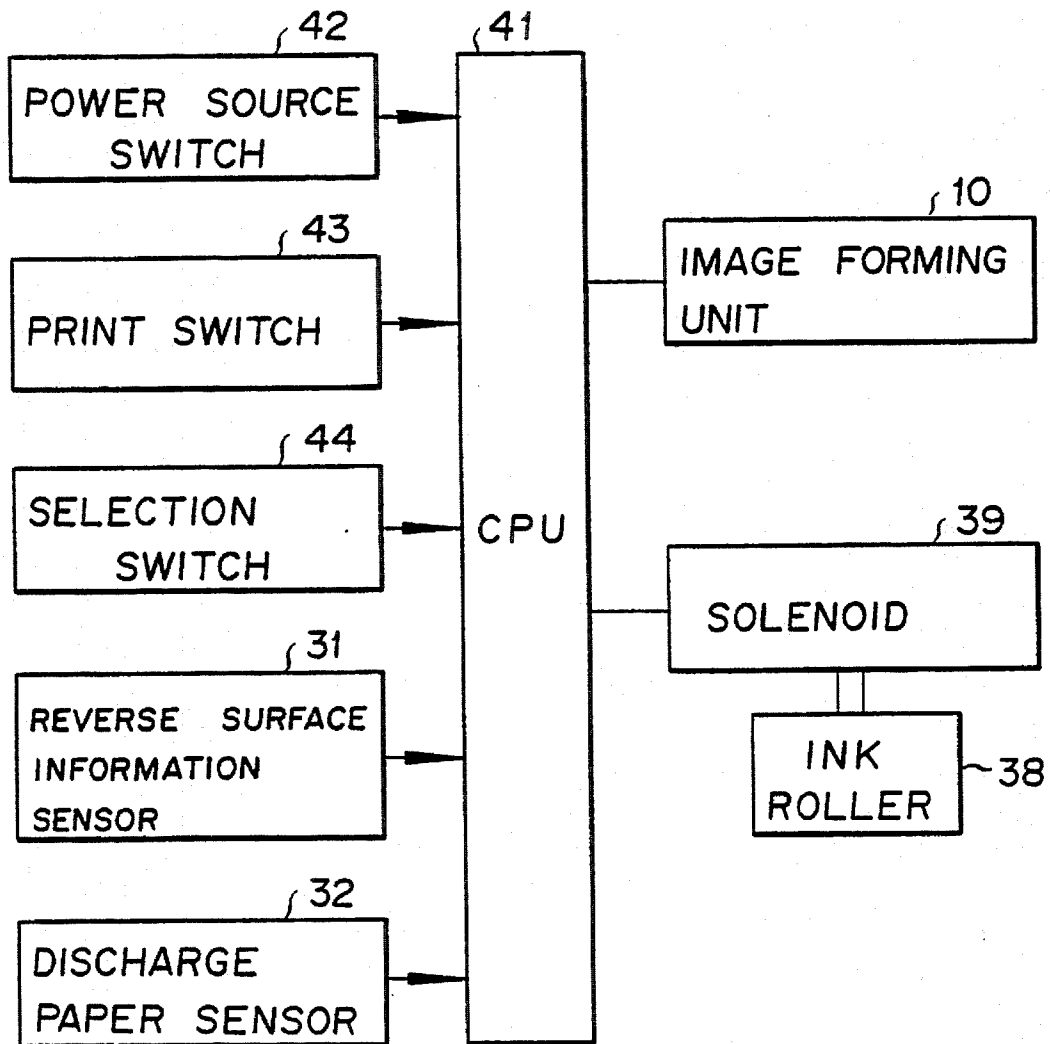 42
POWER SOURCE
SWITCH
43
PRINT SWITCH
44
SELECTION
SWITCH
31
REVERSE SURFACE
INFORMATION
SENSOR
32
DISCHARGE
PAPER SENSOR
41
CPU
10
IMAGE FORMING
UNIT
39
SOLENOID
INK
ROLLER
38